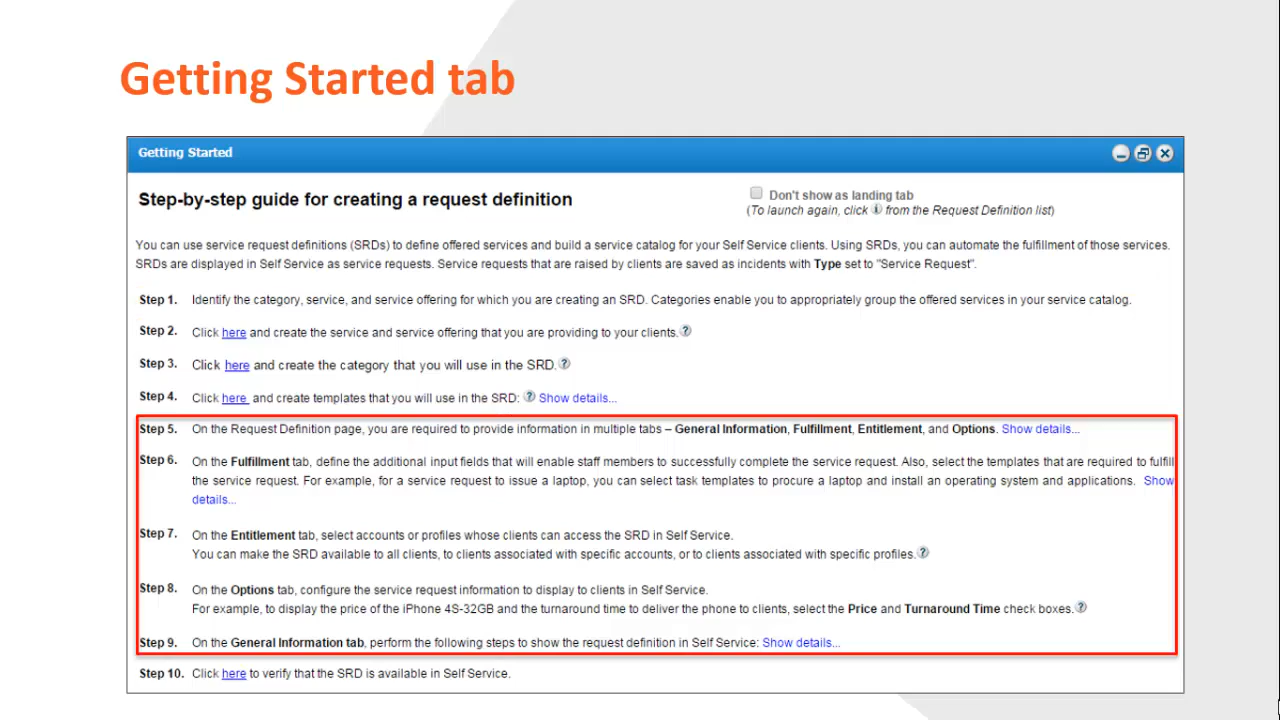 Getting Started tab
Getting Started
Step-by-step guide for creating a request definition
Don't show as landing tab
(To launch again, click from the Request Definition list)
You can use service request definitions (SRDs) to define offered services and build a service catalog for your Self Service clients. Using SRDs, you can automate the fulfillment of those services.
SRDs are displayed in Self Service as service requests. Service requests that are raised by clients are saved as incidents with Type set to "Service Request".
Step 1. Identify the category, service, and service offering for which you are creating an SRD. Categories enable you to appropriately group the offered services in your service catalog.
Step 2. Click here and create the service and service offering that you are providing to your clients.?
Step 3. Click here and create the category that you will use in the SRD.?
Step 4. Click here and create templates that you will use in the SRD: ? Show details...
Step 5. On the Request Definition page, you are required to provide information in multiple tabs – General Information, Fulfillment, Entitlement, and Options. Show details...
Step 6. On the Fulfillment tab, define the additional input fields that will enable staff members to successfully complete the service request. Also, select the templates that are required to fulfill
the service request. For example, for a service request to issue a laptop, you can select task templates to procure a laptop and install an operating system and applications. Show
details...
Step 7. On the Entitlement tab, select accounts or profiles whose clients can access the SRD in Self Service.
You can make the SRD available to all clients, to clients associated with specific accounts, or to clients associated with specific profiles.?
Step 8. On the Options tab, configure the service request information to display to clients in Self Service.
For example, to display the price of the iPhone 4S-32GB and the turnaround time to deliver the phone to clients, select the Price and Turnaround Time check boxes.?
Step 9. On the General Information tab, perform the following steps to show the request definition in Self Service: Show details...
Step 10. Click here to verify that the SRD is available in Self Service.